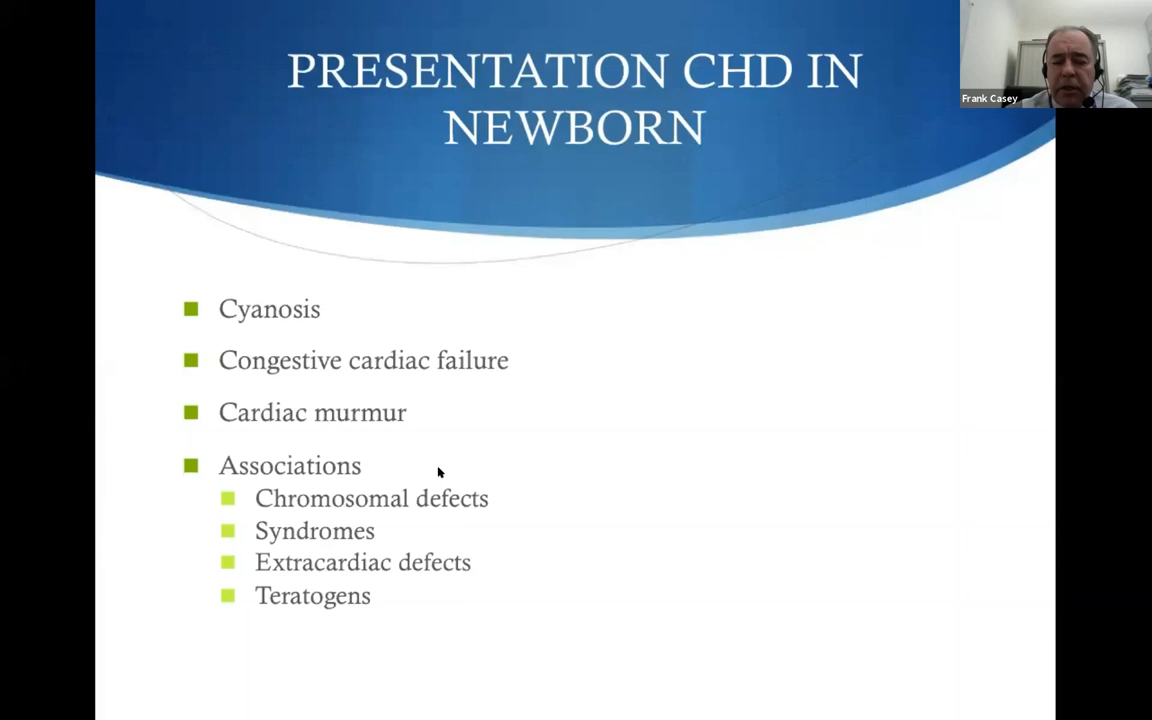 PRESENTATION CHD IN
NEWBORN
Frank Casey
Cyanosis
Congestive cardiac failure
Cardiac murmur
Associations
Chromosomal defects
Syndromes
Extracardiac defects
Teratogens